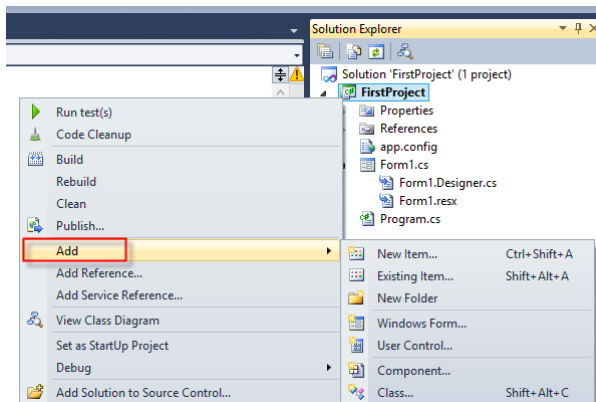 Solution Explorer
Solution 'FirstProject' (1 project)
FirstProject
Properties
References
app.config
Form1.cs
Form1.Designer.cs
Form1.resx
Program.cs
Run test(s)
Code Cleanup
Build
Rebuild
Clean
Publish...
Add
Add Reference...
Add Service Reference...
View Class Diagram
Set as StartUp Project
Debug
Add Solution to Source Control...
New Item... Ctrl+Shift+A
Existing Item... Shift+Alt+A
New Folder
Windows Form...
User Control...
Component...
Class... Shift+Alt+C